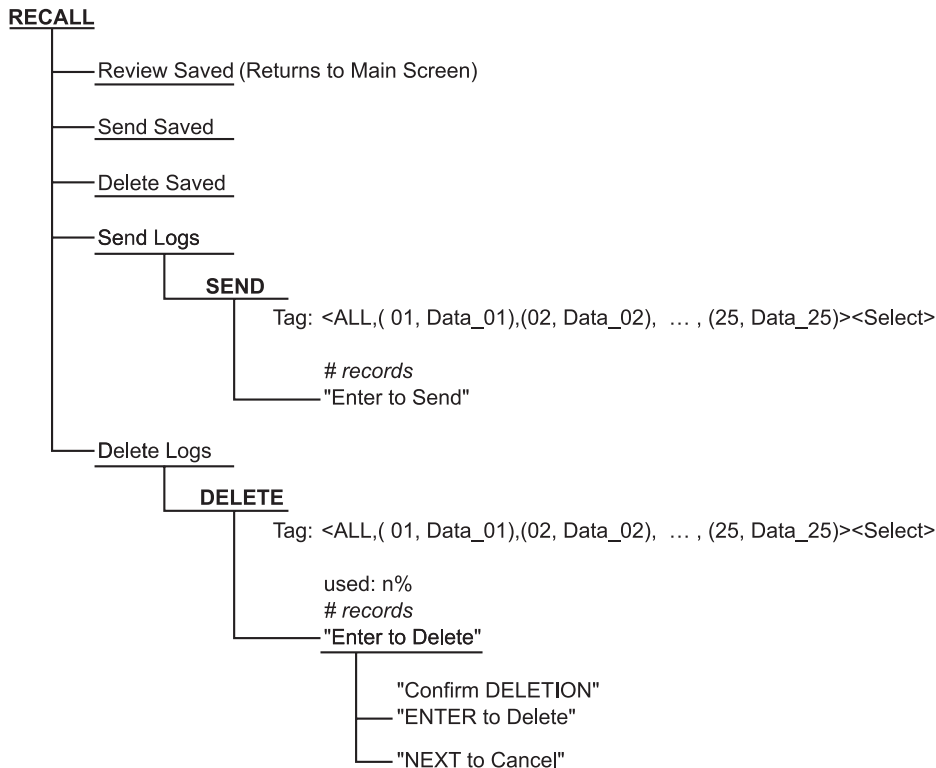 RECALL
Review Saved (Returns to Main Screen)
Send Saved
Delete Saved
Send Logs
SEND
Tag: <ALL,( 01, Data_01),(02, Data_02), … , (25, Data_25)><Select>
# records
"Enter to Send"
Delete Logs
DELETE
Tag: <ALL,( 01, Data_01),(02, Data_02), … , (25, Data_25)><Select>
used: n%
# records
"Enter to Delete"
"Confirm DELETION"
"ENTER to Delete"
"NEXT to Cancel"